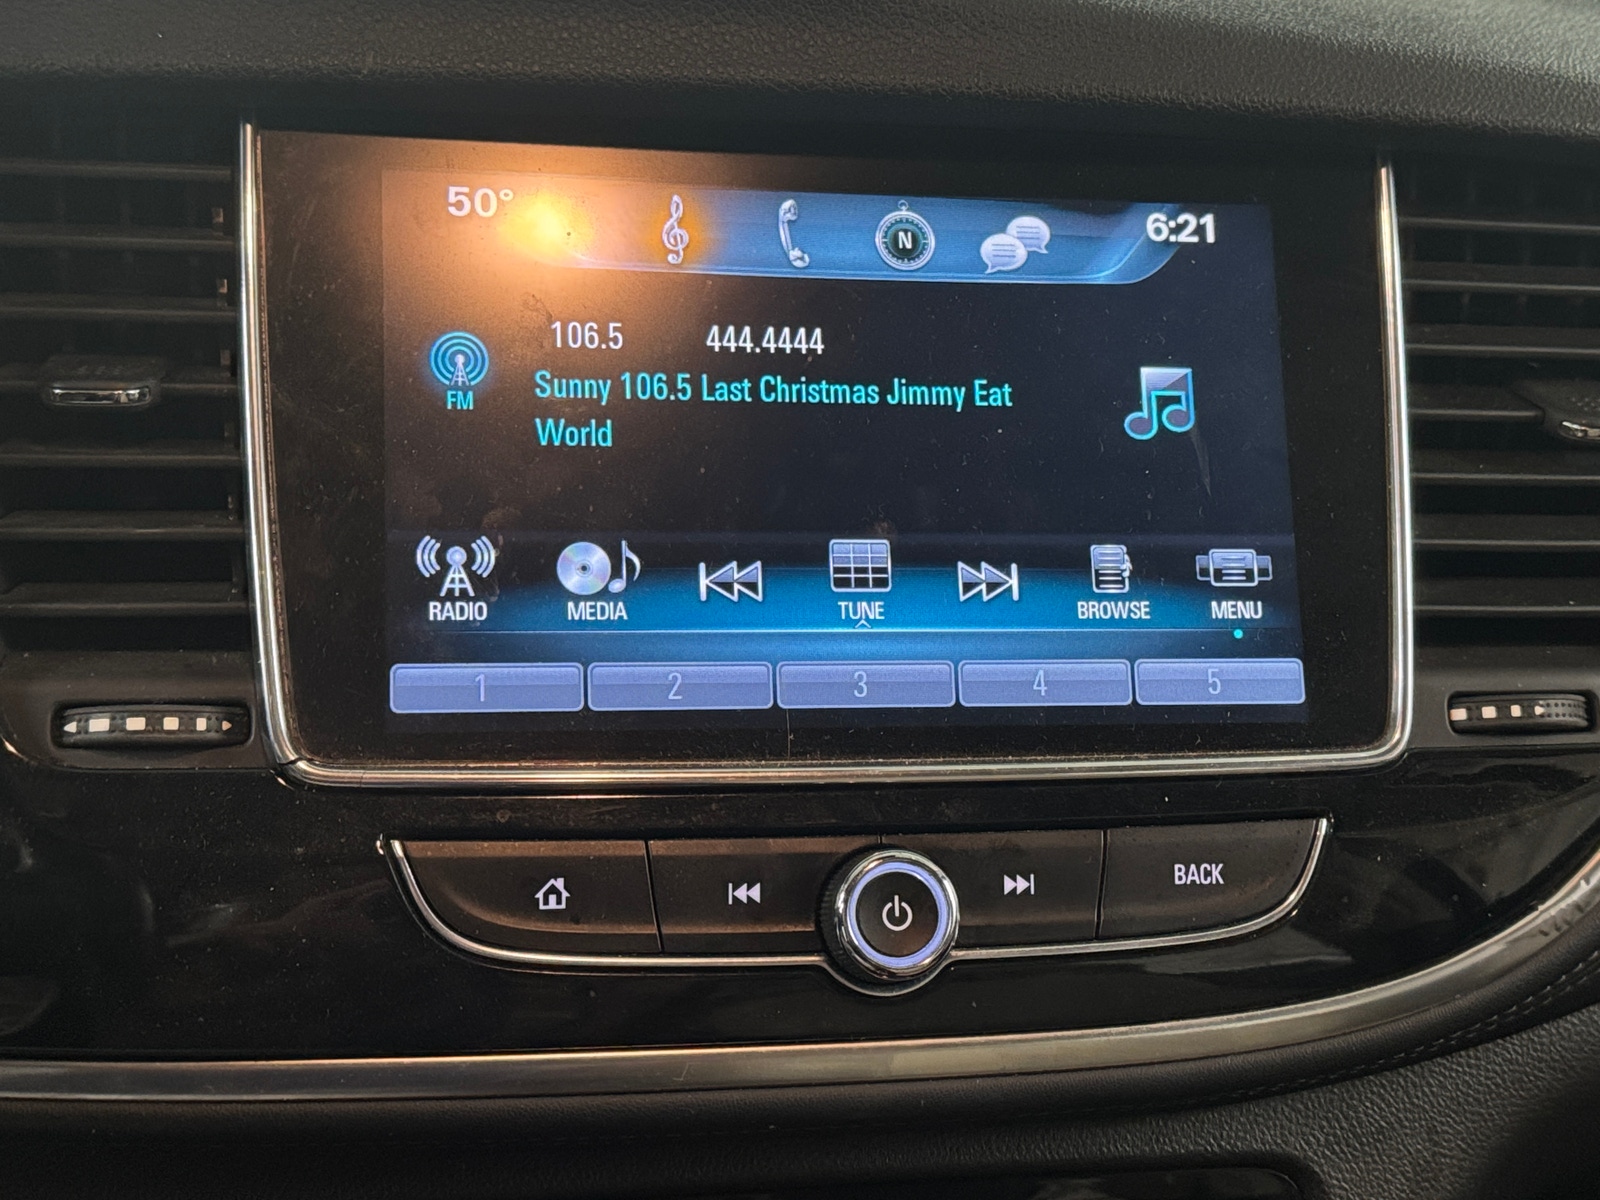 50°
N
6:21
106.5 444.4444
FM
Sunny 106.5 Last Christmas Jimmy Eat
World
RADIO MEDIA TUNE BROWSE MENU
1 2 3 4 5
BACK